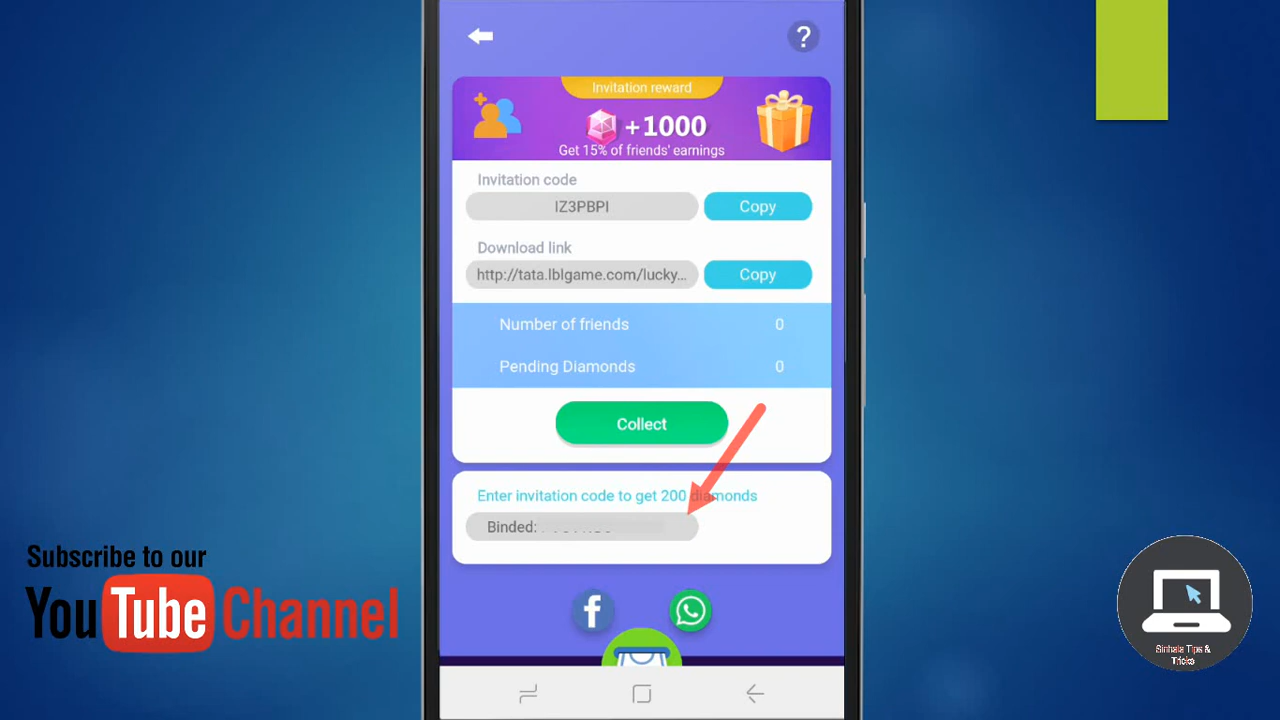 ?
Invitation reward
+1000
Get 15% of friends' earnings
Invitation code
IZ3PBPI
Copy
Download link
http://tata.lblgame.com/lucky...
Copy
Number of friends
0
Pending Diamonds
0
Collect
Enter invitation code to get 200 diamonds
Binded:
Subscribe to our
YouTube Channel
Sinhala Tips &
Tricks